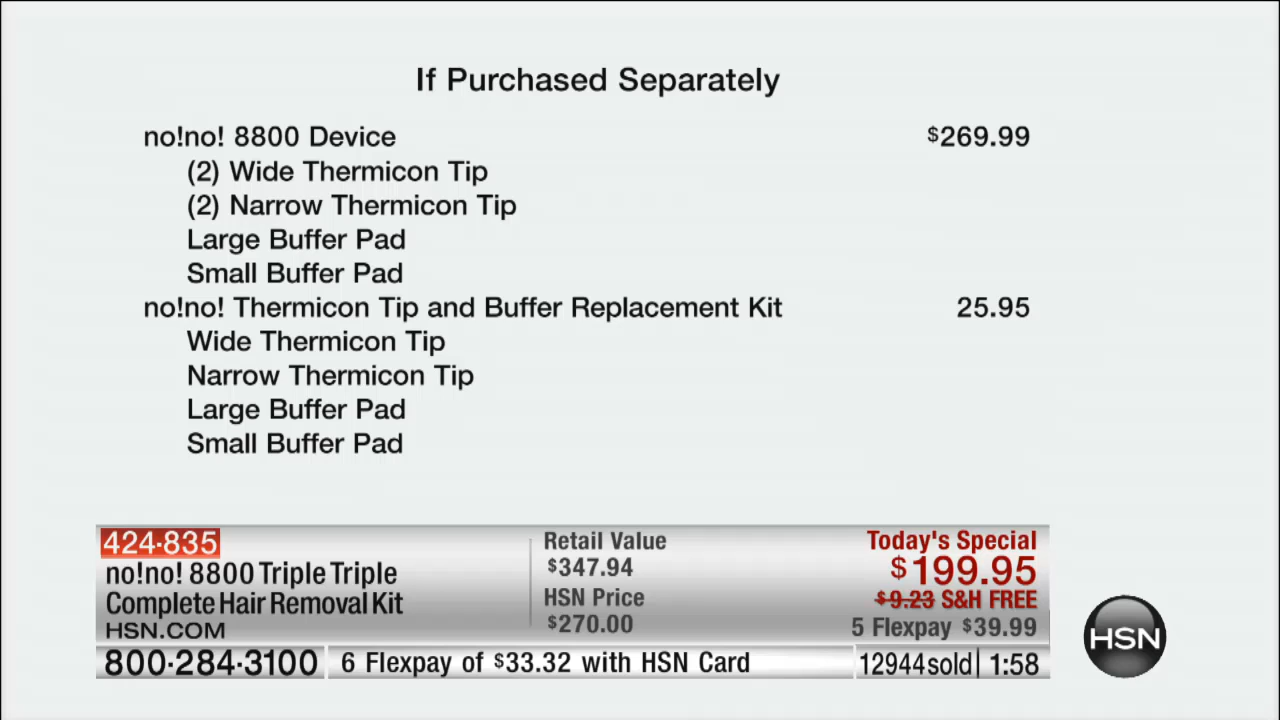 If Purchased Separately
no!no! 8800 Device $269.99
(2) Wide Thermicon Tip
(2) Narrow Thermicon Tip
Large Buffer Pad
Small Buffer Pad
no!no! Thermicon Tip and Buffer Replacement Kit 25.95
Wide Thermicon Tip
Narrow Thermicon Tip
Large Buffer Pad
Small Buffer Pad
424-835
no!no! 8800 Triple Triple
Complete Hair Removal Kit
HSN.COM
Retail Value
$347.94
HSN Price
$270.00
Today's Special
$199.95
$9.23 S&H FREE
5 Flexpay $39.99
800-284-3100
6 Flexpay of $33.32 with HSN Card
12944 sold
1:58
HSN